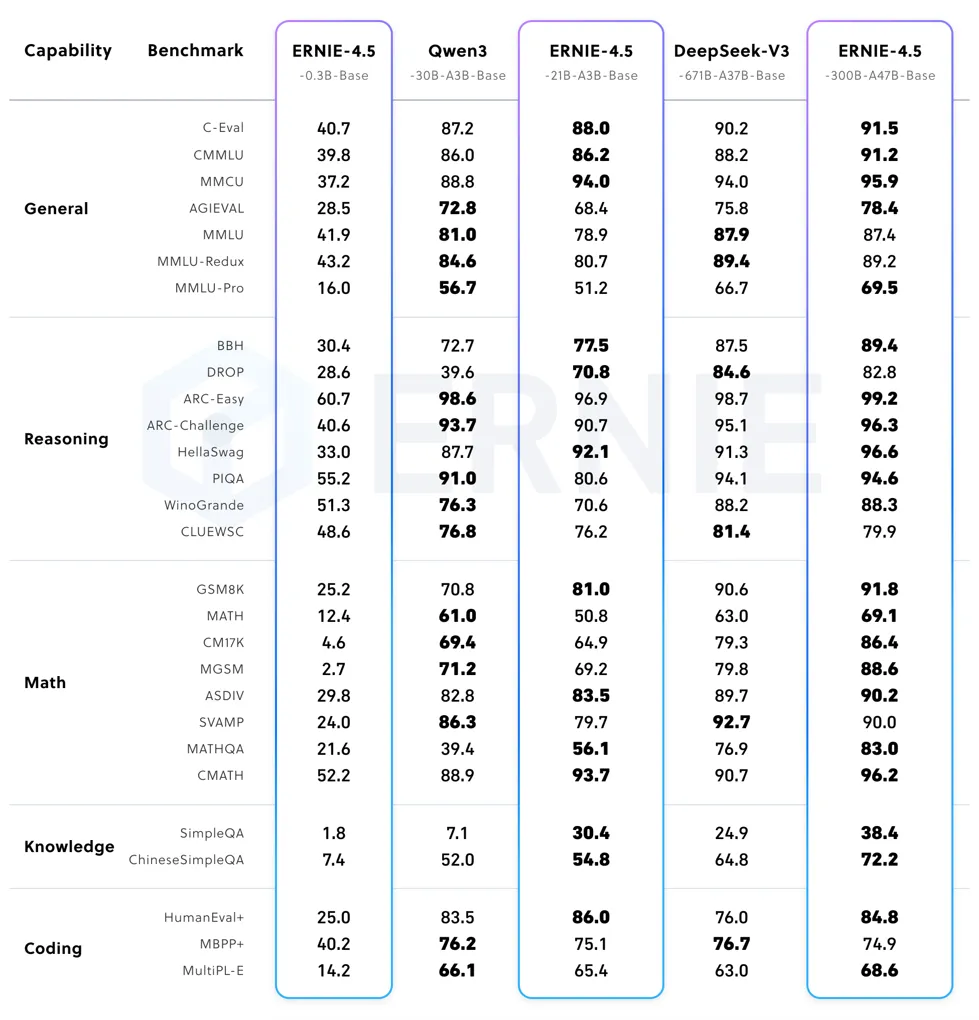 Capability Benchmark ERNIE-4.5 Qwen3 ERNIE-4.5 DeepSeek-V3 ERNIE-4.5
-0.3B-Base -30B-A3B-Base -21B-A3B-Base -671B-A37B-Base -300B-A47B-Base
C-Eval 40.7 87.2 88.0 90.2 91.5
CMMLU 39.8 86.0 86.2 88.2 91.2
MMCU 37.2 88.8 94.0 94.0 95.9
General AGIEVAL 28.5 72.8 68.4 75.8 78.4
MMLU 41.9 81.0 78.9 87.9 87.4
MMLU-Redux 43.2 84.6 80.7 89.4 89.2
MMLU-Pro 16.0 56.7 51.2 66.7 69.5
BBH 30.4 72.7 77.5 87.5 89.4
DROP 28.6 39.6 70.8 84.6 82.8
ARC-Easy 60.7 98.6 96.9 98.7 99.2
ARC-Challenge 40.6 93.7 90.7 95.1 96.3
Reasoning
HellaSwag 33.0 87.7 92.1 91.3 96.6
PIQA 55.2 91.0 80.6 94.1 94.6
WinoGrande 51.3 76.3 70.6 88.2 88.3
CLUEWSC 48.6 76.8 76.2 81.4 79.9
ERNIE
GSM8K 25.2 70.8 81.0 90.6 91.8
MATH 12.4 61.0 50.8 63.0 69.1
CM17K 4.6 69.4 64.9 79.3 86.4
MGSM 2.7 71.2 69.2 79.8 88.6
Math
ASDIV 29.8 82.8 83.5 89.7 90.2
SVAMP 24.0 86.3 79.7 92.7 90.0
MATHQA 21.6 39.4 56.1 76.9 83.0
CMATH 52.2 88.9 93.7 90.7 96.2
SimpleQA 1.8 7.1 30.4 24.9 38.4
Knowledge
ChineseSimpleQA 7.4 52.0 54.8 64.8 72.2
HumanEval+ 25.0 83.5 86.0 76.0 84.8
Coding MBPP+ 40.2 76.2 75.1 76.7 74.9
MultiPL-E 14.2 66.1 65.4 63.0 68.6